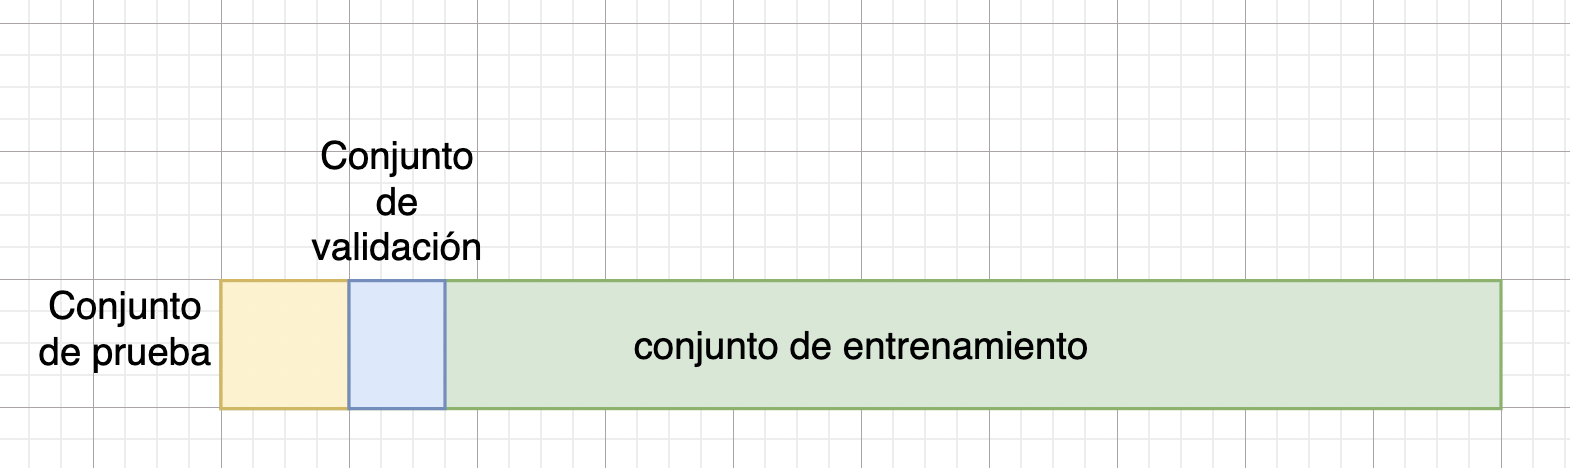 Conjunto
de
validación
Conjunto
de prueba
conjunto de entrenamiento